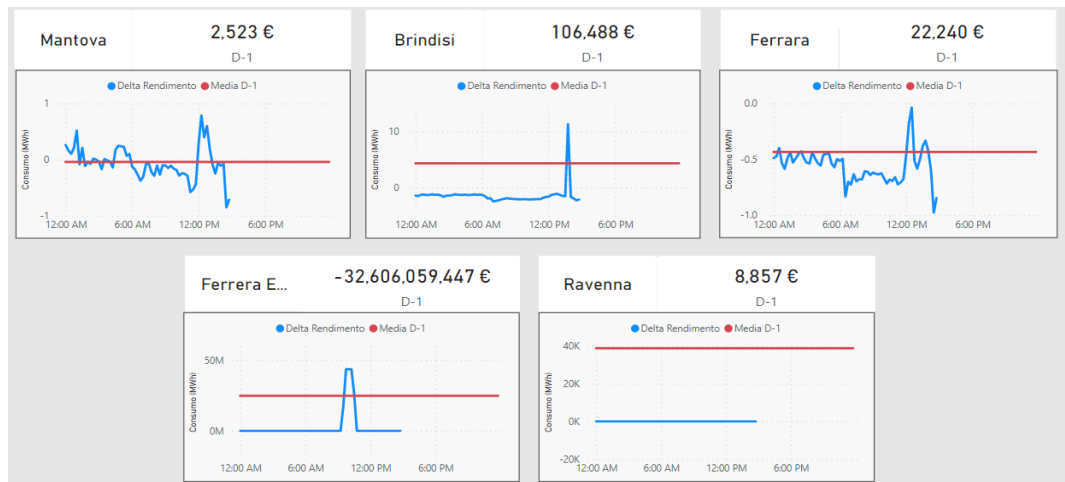 Mantova
2,523 €
D-1
Delta Rendimento Media D-1
Consumo (MWh)
1
0
-1
12:00 AM 6:00 AM 12:00 PM 6:00 PM
Brindisi
106,488 €
D-1
Delta Rendimento Media D-1
Consumo (MWh)
10
0
12:00 AM 6:00 AM 12:00 PM 6:00 PM
Ferrara
22,240 €
D-1
Delta Rendimento Media D-1
Consumo (MWh)
0.0
-0.5
-1.0
12:00 AM 6:00 AM 12:00 PM 6:00 PM
Ferrera E...
-32,606,059,447 €
D-1
Delta Rendimento Media D-1
Consumo (MWh)
50M
0M
12:00 AM 6:00 AM 12:00 PM 6:00 PM
Ravenna
8,857 €
D-1
Delta Rendimento Media D-1
Consumo (MWh)
40K
20K
0K
-20K
12:00 AM 6:00 AM 12:00 PM 6:00 PM